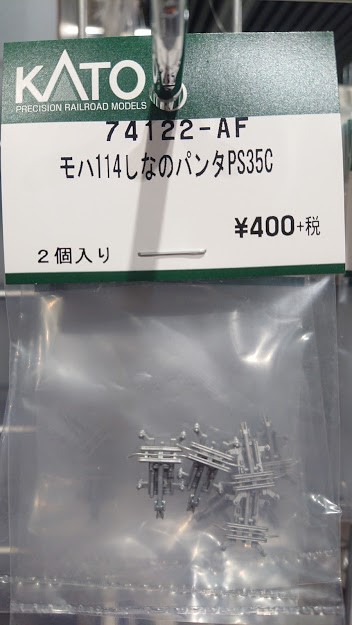 KATO
PRECISION RAILROAD MODELS
74122-AF
モハ114しなのパンタPS35C
¥400+税
2個入り